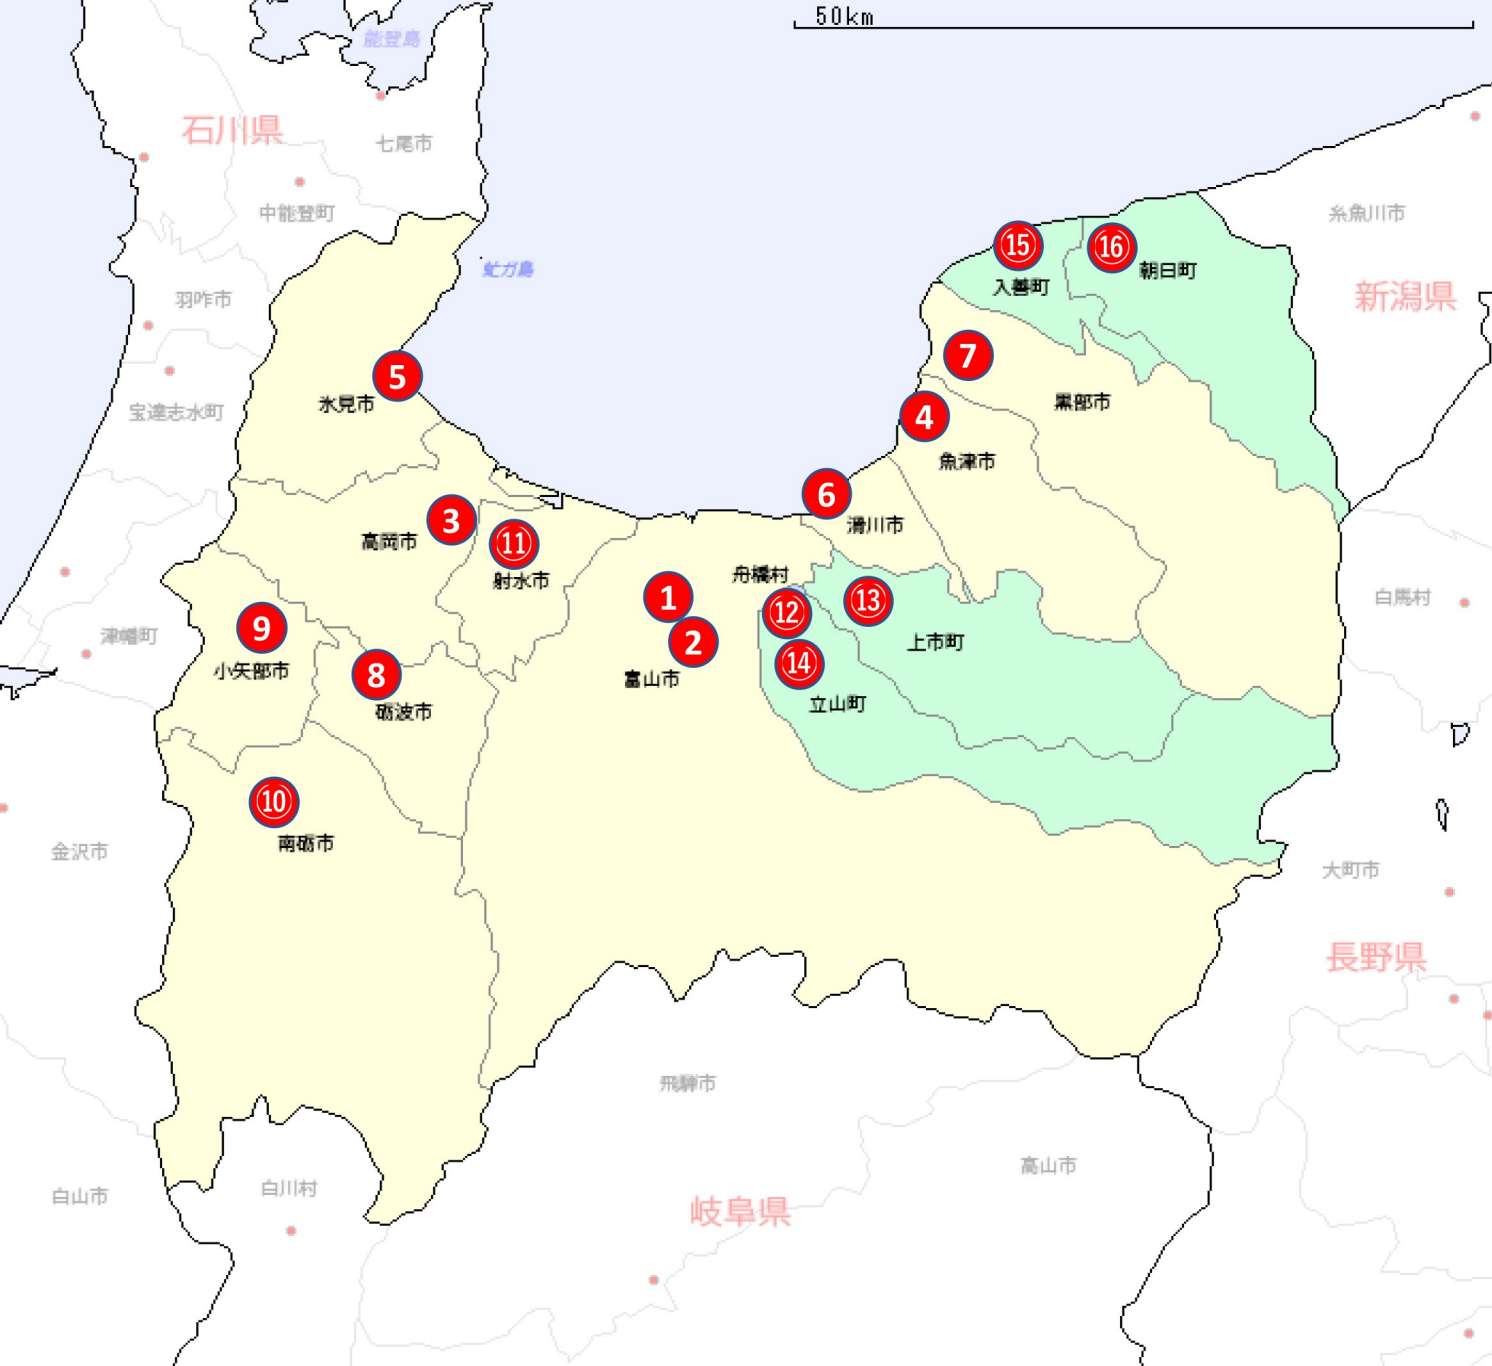 50km
能登島
石川県
七尾市
中能登町
糸魚川市
⑮
⑯
朝日町
虻ガ島
入善町
羽咋市
新潟県
7
5
氷見市
黒部市
宝達志水町
4
魚津市
6
3
滑川市
高岡市
⑪
舟橋村
射水市
1
白馬村
⑫
⑬
9
津幡町
2
上市町
小矢部市
8
⑭
富山市
砺波市
立山町
⑩
南砺市
金沢市
大町市
長野県
飛騨市
高山市
白川村
白山市
岐阜県